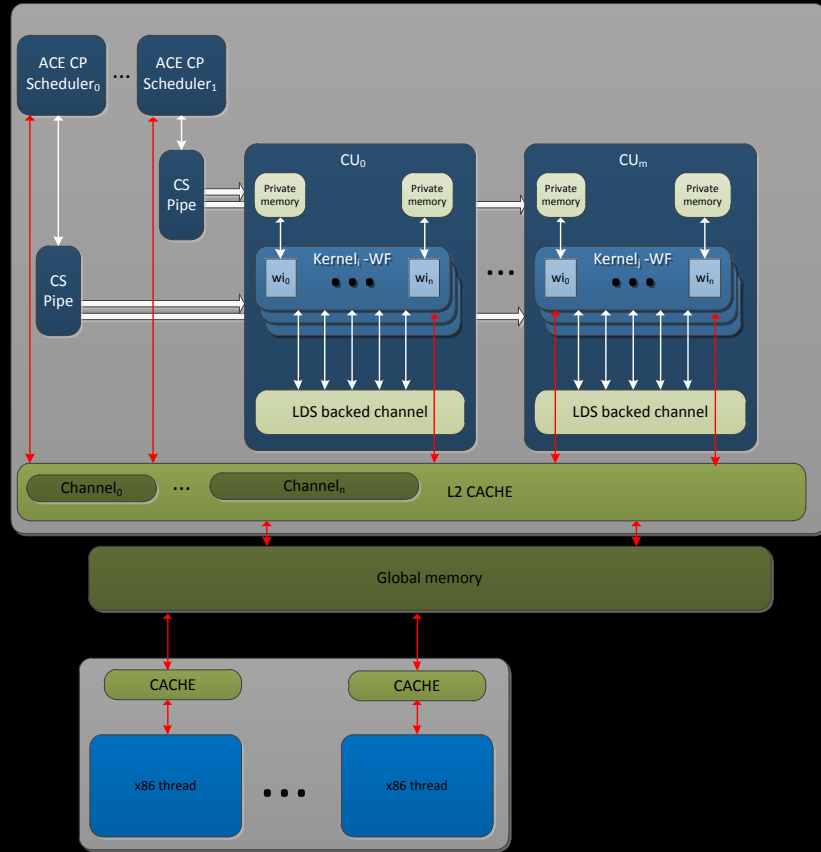 ACE CP
Scheduler₀
...
ACE CP
Scheduler₁
CS
Pipe
CS
Pipe
CU₀
Private
memory
Private
memory
Kernelᵢ -WF
wi₀
...
wiₙ
LDS backed channel
...
CUₘ
Private
memory
Private
memory
Kernelⱼ -WF
wi₀
...
wiₙ
LDS backed channel
Channel₀
...
Channelₙ
L2 CACHE
Global memory
CACHE
CACHE
x86 thread
...
x86 thread